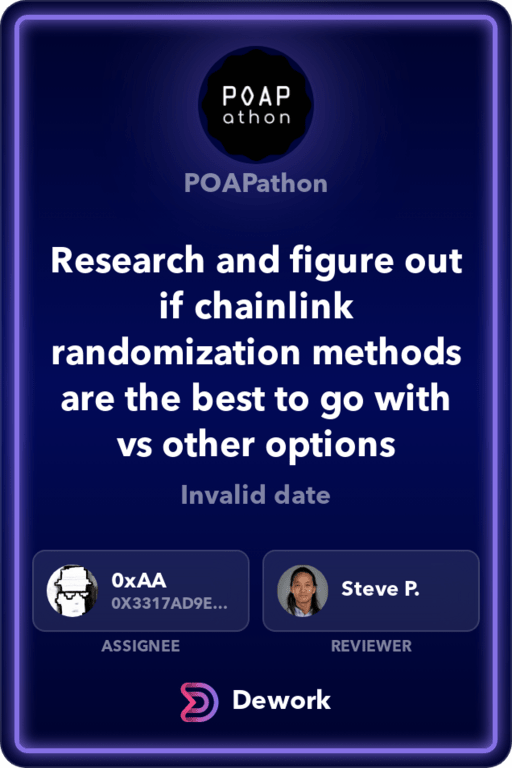 POAP
athon
POAPathon
Research and figure out
if chainlink
randomization methods
are the best to go with
vs other options
Invalid date
0xAA
0X3317AD9E...
ASSIGNEE
Steve P.
REVIEWER
Dework